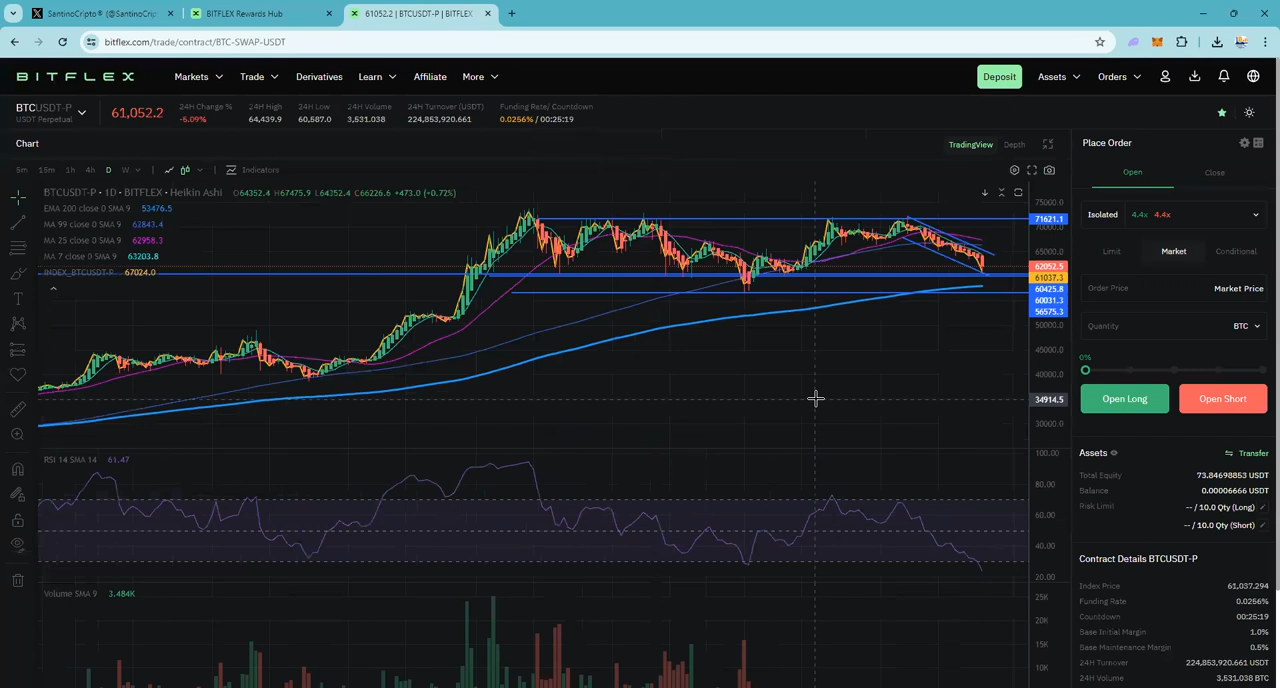 SantinoCripto® (@SantinoCrip
BITFLEX Rewards Hub
61052.2 | BTCUSDT-P | BITFLEX
bitflex.com/trade/contract/BTC-SWAP-USDT
BITFLEX
Markets
Trade
Derivatives
Learn
Affiliate
More
Deposit
Assets
Orders
BTCUSDT-P
USDT Perpetual
61,052.2
24H Change %
-5.09%
24H High
64,439.9
24H Low
60,587.0
24H Volume
3,531.038
24H Turnover (USDT)
224,853,920.661
Funding Rate/ Countdown
0.0256% / 00:25:19
Chart
TradingView
Depth
5m 15m 1h 4h D W
Indicators
BTCUSDT-P · 1D · BITFLEX · Heikin Ashi O64352.4 H67475.9 L64352.4 C66226.6 +473.0 (+0.72%)
EMA 200 close 0 SMA 9 53476.5
MA 99 close 0 SMA 9 62843.4
MA 25 close 0 SMA 9 62958.3
MA 7 close 0 SMA 9 63203.8
INDEX_BTCUSDT-P 67024.0
75000.0
71621.1
70000.0
65000.0
62052.5
61037.3
60425.8
60031.3
56575.3
50000.0
45000.0
40000.0
34914.5
30000.0
RSI 14 SMA 14 61.47
100.00
80.00
60.00
40.00
20.00
Volume SMA 9 3.484K
25K
20K
15K
10K
Place Order
Open
Close
Isolated 4.4x 4.4x
Limit
Market
Conditional
Order Price
Market Price
Quantity
BTC
0%
Open Long
Open Short
Assets
Transfer
Total Equity 73.84698853 USDT
Balance 0.00006666 USDT
Risk Limit -- / 10.0 Qty (Long)
-- / 10.0 Qty (Short)
Contract Details BTCUSDT-P
Index Price 61,037.294
Funding Rate 0.0256%
Countdown 00:25:19
Base Initial Margin 1.0%
Base Maintenance Margin 0.5%
24H Turnover 224,853,920.661
24H Volume 3,531.038